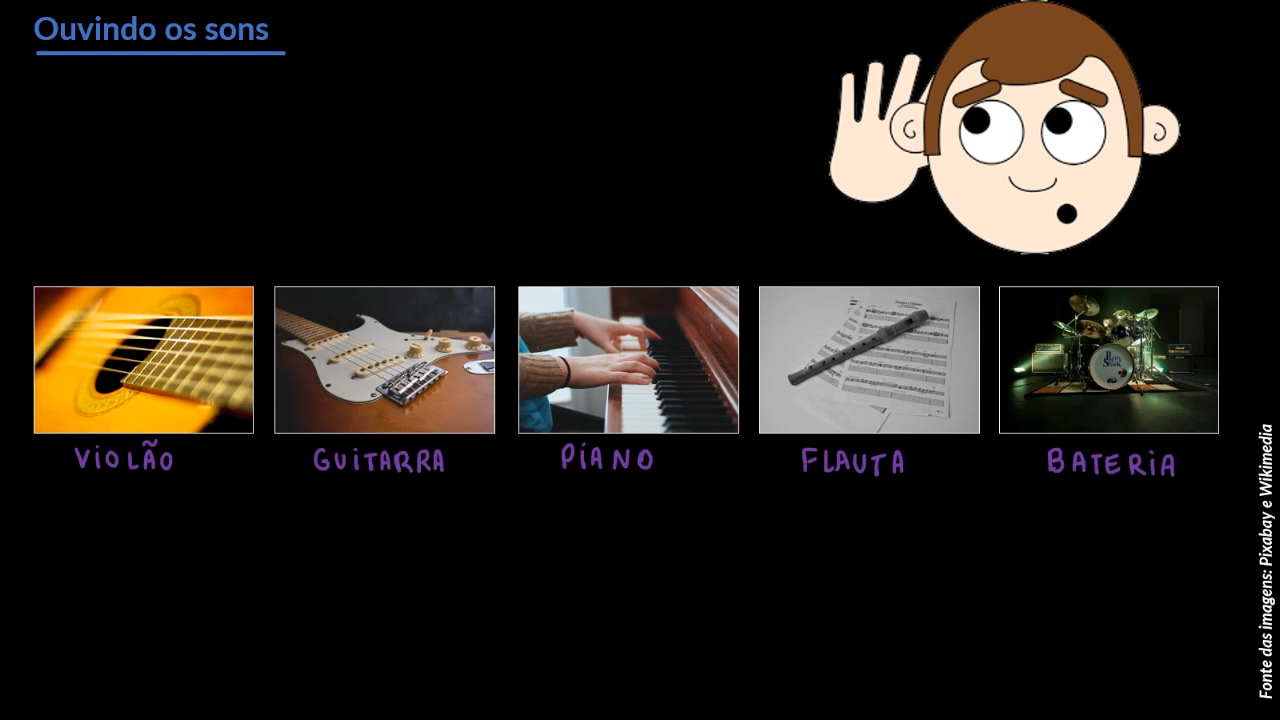 Ouvindo os sons
VIOLÃO
GUITARRA
PIANO
FLAUTA
BATERIA
Fonte das imagens: Pixabay e Wikimedia